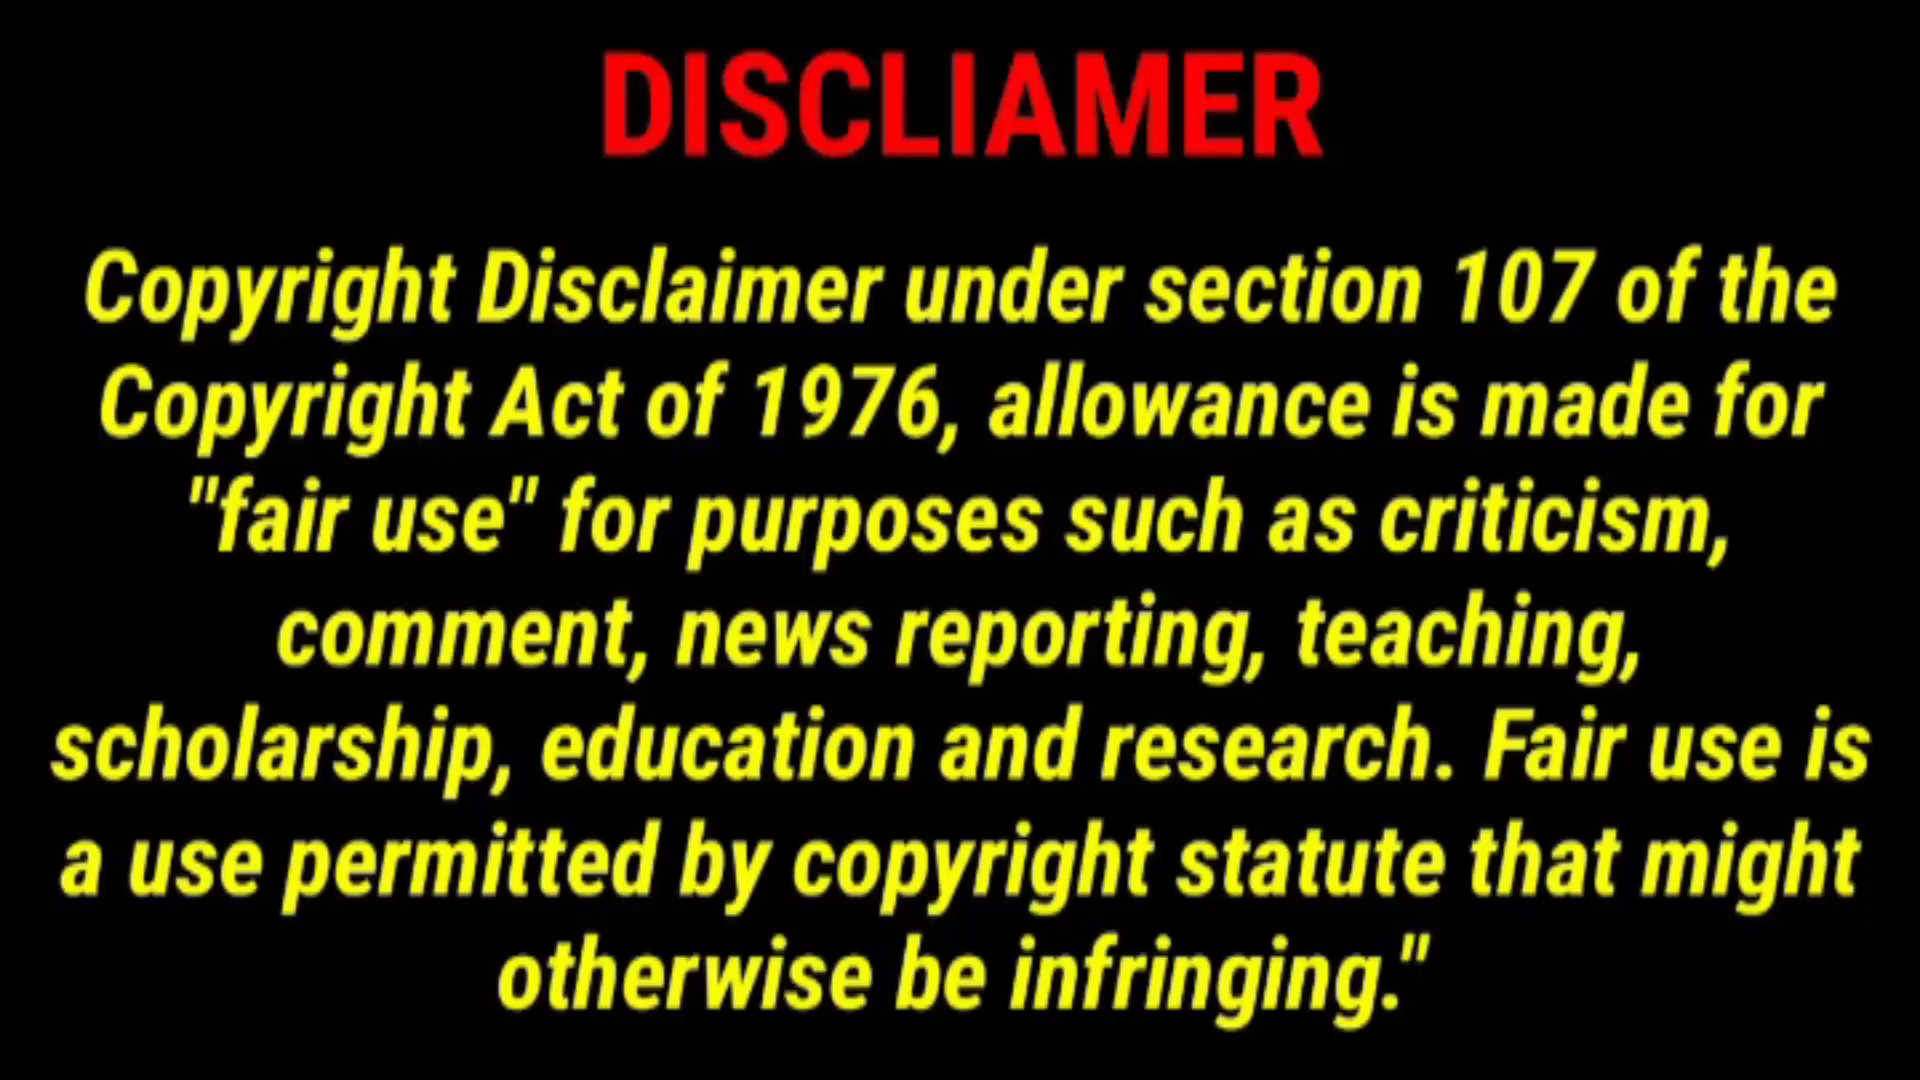 DISCLIAMER
Copyright Disclaimer under section 107 of the
Copyright Act of 1976, allowance is made for
"fair use" for purposes such as criticism,
comment, news reporting, teaching,
scholarship, education and research. Fair use is
a use permitted by copyright statute that might
otherwise be infringing."